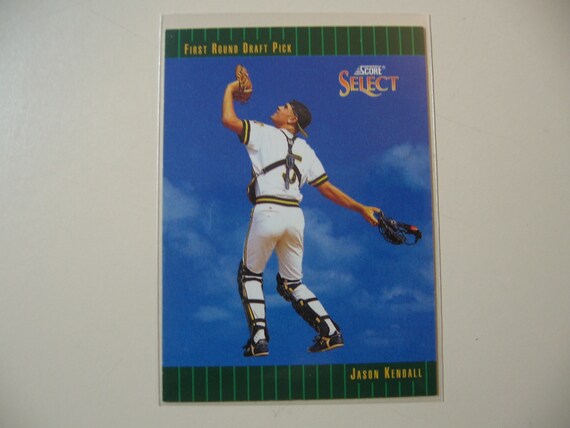 First Round Draft Pick
Score®
Select
Jason Kendall